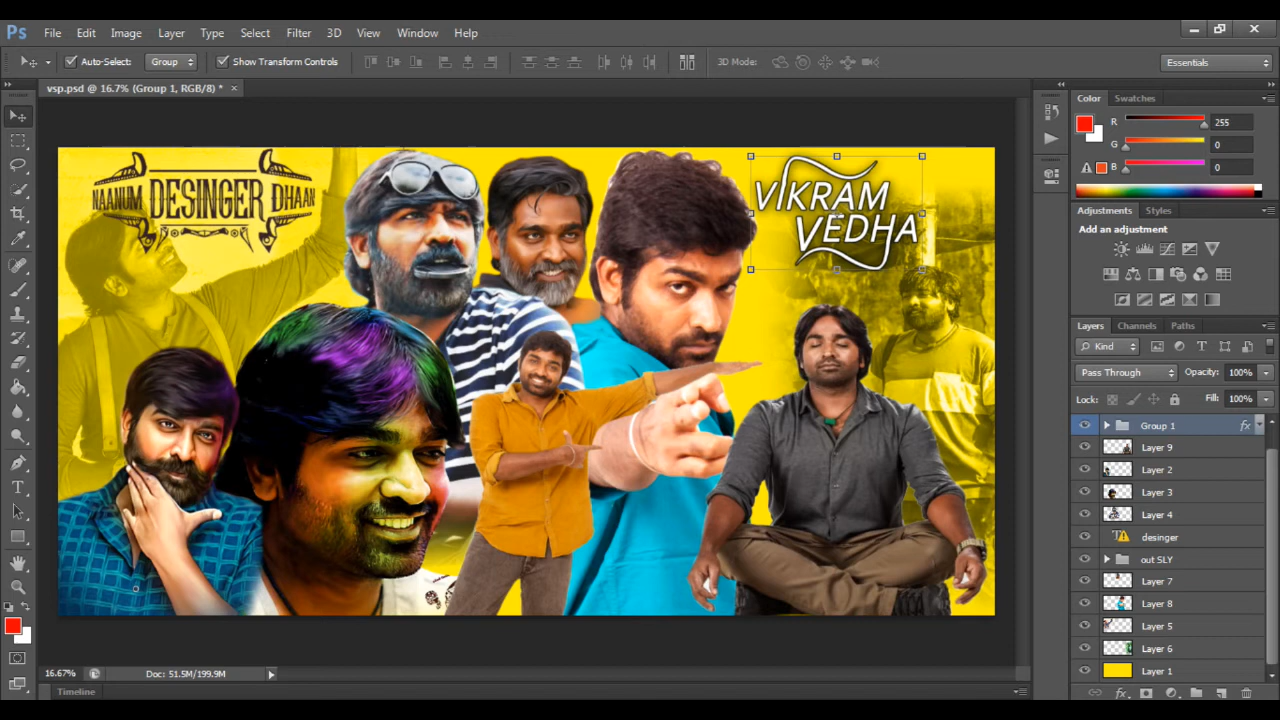 Ps File Edit Image Layer Type Select Filter 3D View Window Help
Auto-Select: Group Show Transform Controls 3D Mode: Essentials
vsp.psd @ 16.7% (Group 1, RGB/8) * ×
NAANUM DESINGER DHAAN
VIKRAM
VEDHA
16.67% Doc: 51.5M/199.9M
Timeline
Color Swatches
R 255
G 0
B 0
Adjustments Styles
Add an adjustment
Layers Channels Paths
Kind
Pass Through Opacity: 100%
Lock: Fill: 100%
Group 1 fx
Layer 9
Layer 2
Layer 3
Layer 4
desinger
out SLY
Layer 7
Layer 8
Layer 5
Layer 6
Layer 1
fx